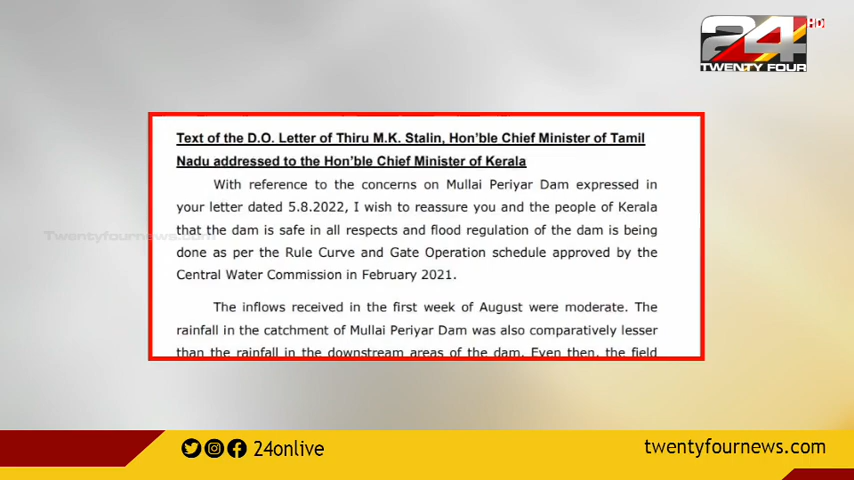 24
HD
TWENTY FOUR
Text of the D.O. Letter of Thiru M.K. Stalin, Hon'ble Chief Minister of Tamil
Nadu addressed to the Hon'ble Chief Minister of Kerala
With reference to the concerns on Mullai Periyar Dam expressed in
your letter dated 5.8.2022, I wish to reassure you and the people of Kerala
that the dam is safe in all respects and flood regulation of the dam is being
done as per the Rule Curve and Gate Operation schedule approved by the
Central Water Commission in February 2021.
Twentyfournews.com
The inflows received in the first week of August were moderate. The
rainfall in the catchment of Mullai Periyar Dam was also comparatively lesser
than the rainfall in the downstream areas of the dam. Even then, the field
24onlive
twentyfournews.com